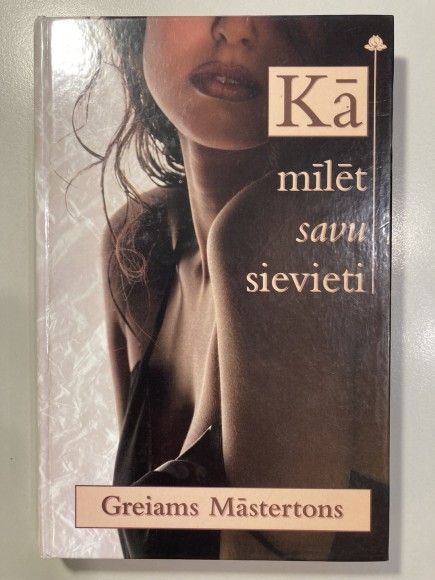 Kā
mīlēt
savu
sievieti
Greiams Māstertons